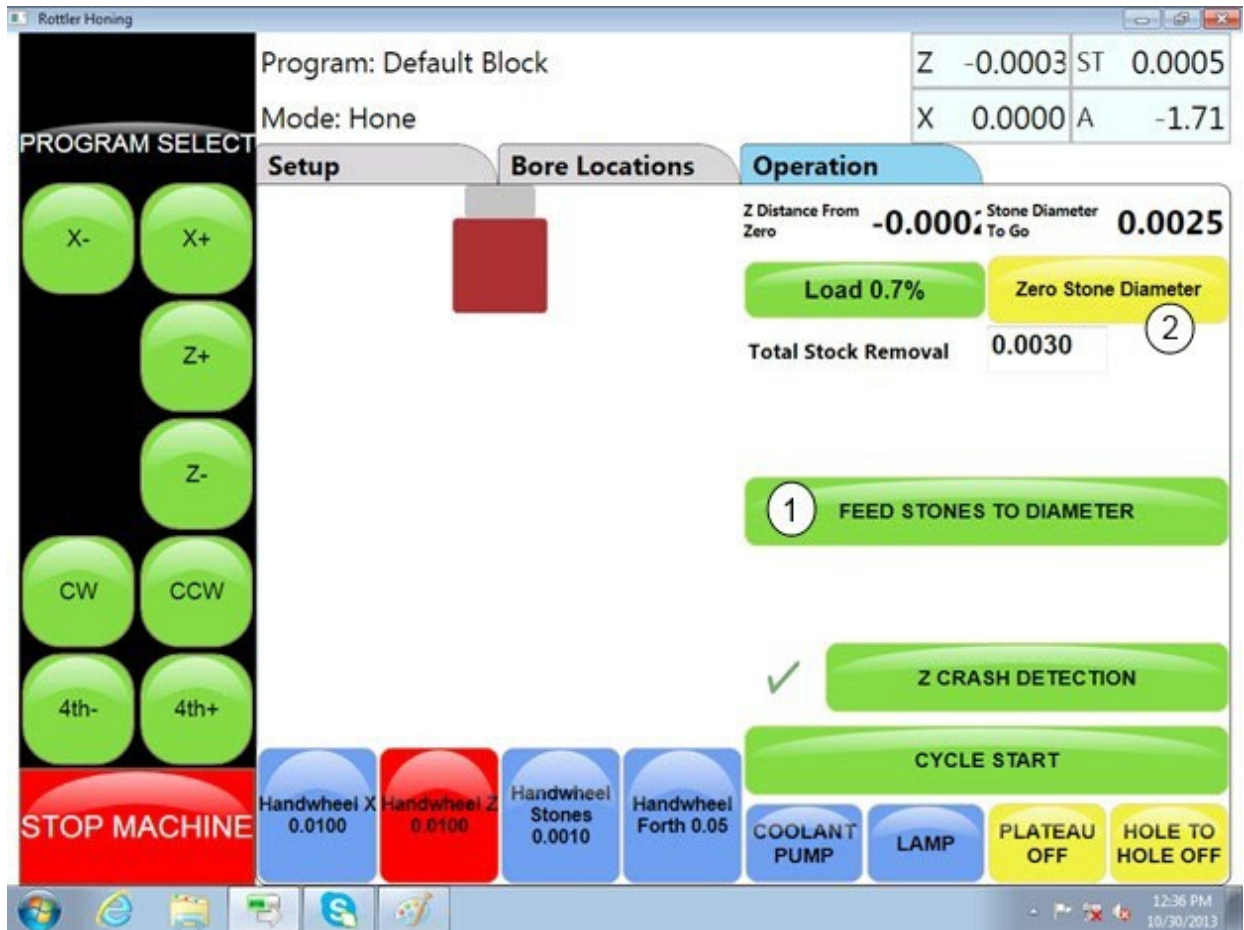 Rottler Honing
Program: Default Block
Z -0.0003 ST 0.0005
Mode: Hone
X 0.0000 A -1.71
PROGRAM SELECT
Setup Bore Locations Operation
X- X+
Z Distance From
Zero
Stone Diameter
To Go
0.0025
Load 0.7%
Zero Stone Diameter
2
Z+
Total Stock Removal 0.0030
Z-
1 FEED STONES TO DIAMETER
CW CCW
Z CRASH DETECTION
4th- 4th+
CYCLE START
STOP MACHINE
Handwheel X
0.0100
Handwheel Z
0.0100
Handwheel
Stones
0.0010
Handwheel
Forth 0.05
COOLANT
PUMP
LAMP
PLATEAU
OFF
HOLE TO
HOLE OFF
12:36 PM
10/30/2013